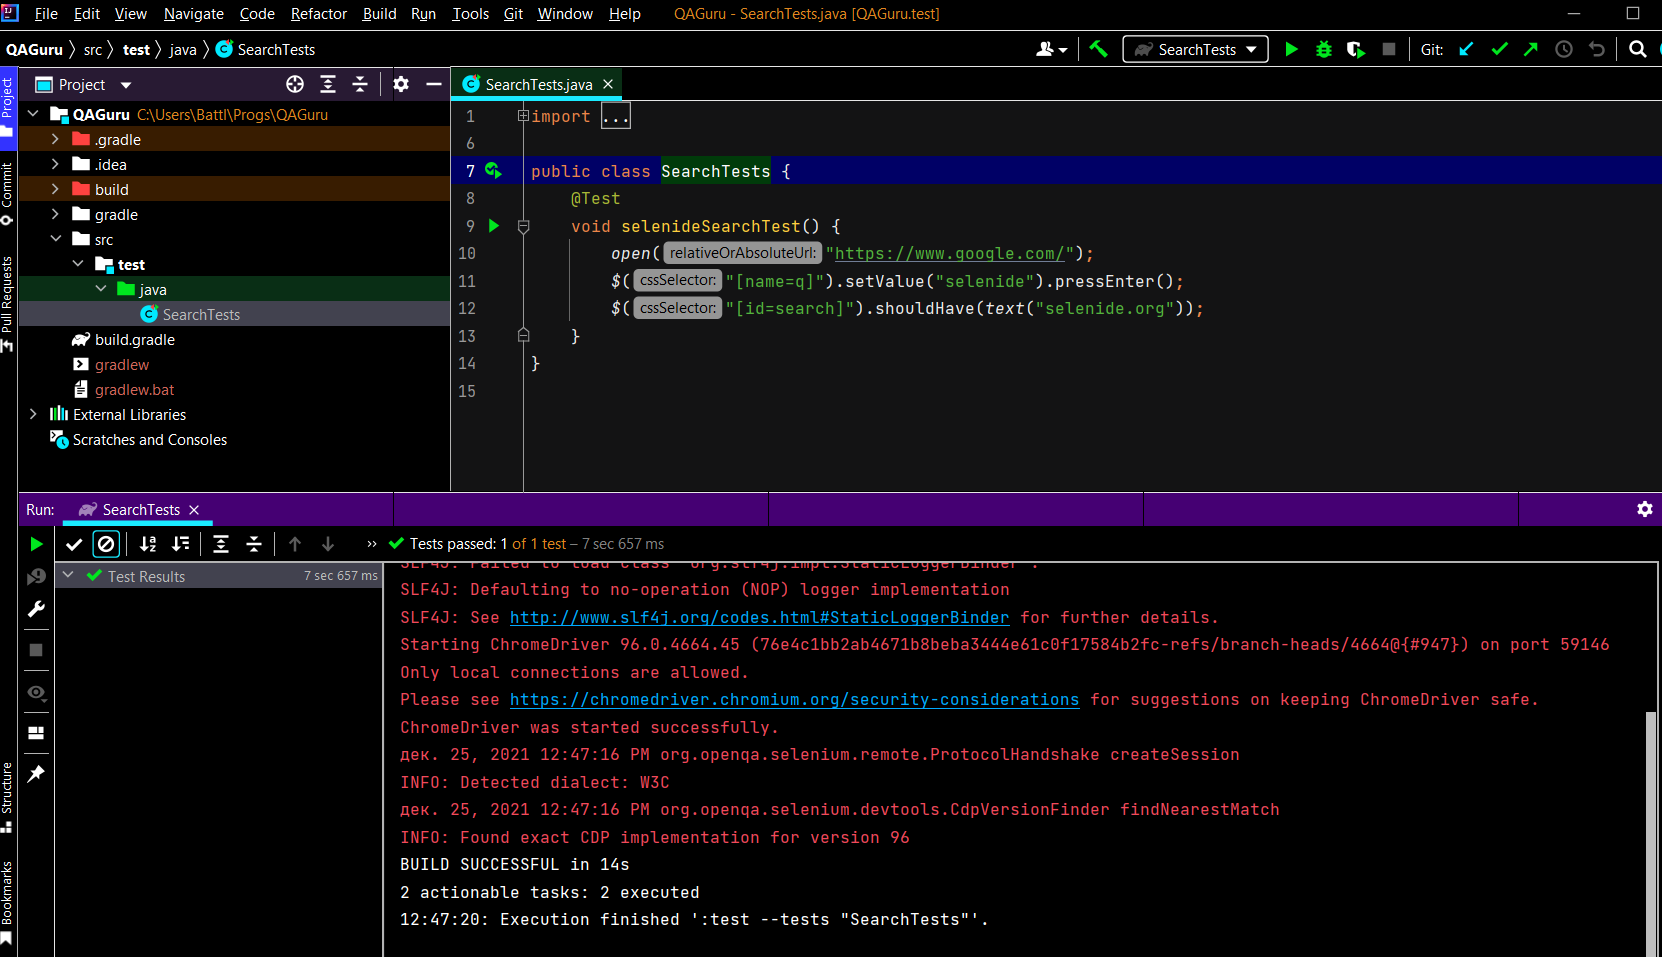 File Edit View Navigate Code Refactor Build Run Tools Git Window Help QAGuru - SearchTests.java [QAGuru.test]
QAGuru src test java SearchTests
SearchTests Git:
Project
Commit
Pull Requests
Structure
Bookmarks
Project
QAGuru C:\Users\Battl\Progs\QAGuru
.gradle
.idea
build
gradle
src
test
java
SearchTests
build.gradle
gradlew
gradlew.bat
External Libraries
Scratches and Consoles
SearchTests.java
1 import ...
6
7 public class SearchTests {
8 @Test
9 void selenideSearchTest() {
10 open( relativeOrAbsoluteUrl: "https://www.google.com/");
11 $( cssSelector: "[name=q]").setValue("selenide").pressEnter();
12 $( cssSelector: "[id=search]").shouldHave(text("selenide.org"));
13 }
14 }
15
Run: SearchTests
Tests passed: 1 of 1 test – 7 sec 657 ms
Test Results 7 sec 657 ms
SLF4J: Failed to load class "org.slf4j.impl.StaticLoggerBinder".
SLF4J: Defaulting to no-operation (NOP) logger implementation
SLF4J: See http://www.slf4j.org/codes.html#StaticLoggerBinder for further details.
Starting ChromeDriver 96.0.4664.45 (76e4c1bb2ab4671b8beba3444e61c0f17584b2fc-refs/branch-heads/4664@{#947}) on port 59146
Only local connections are allowed.
Please see https://chromedriver.chromium.org/security-considerations for suggestions on keeping ChromeDriver safe.
ChromeDriver was started successfully.
дек. 25, 2021 12:47:16 PM org.openqa.selenium.remote.ProtocolHandshake createSession
INFO: Detected dialect: W3C
дек. 25, 2021 12:47:16 PM org.openqa.selenium.devtools.CdpVersionFinder findNearestMatch
INFO: Found exact CDP implementation for version 96
BUILD SUCCESSFUL in 14s
2 actionable tasks: 2 executed
12:47:20: Execution finished ':test --tests "SearchTests"'.